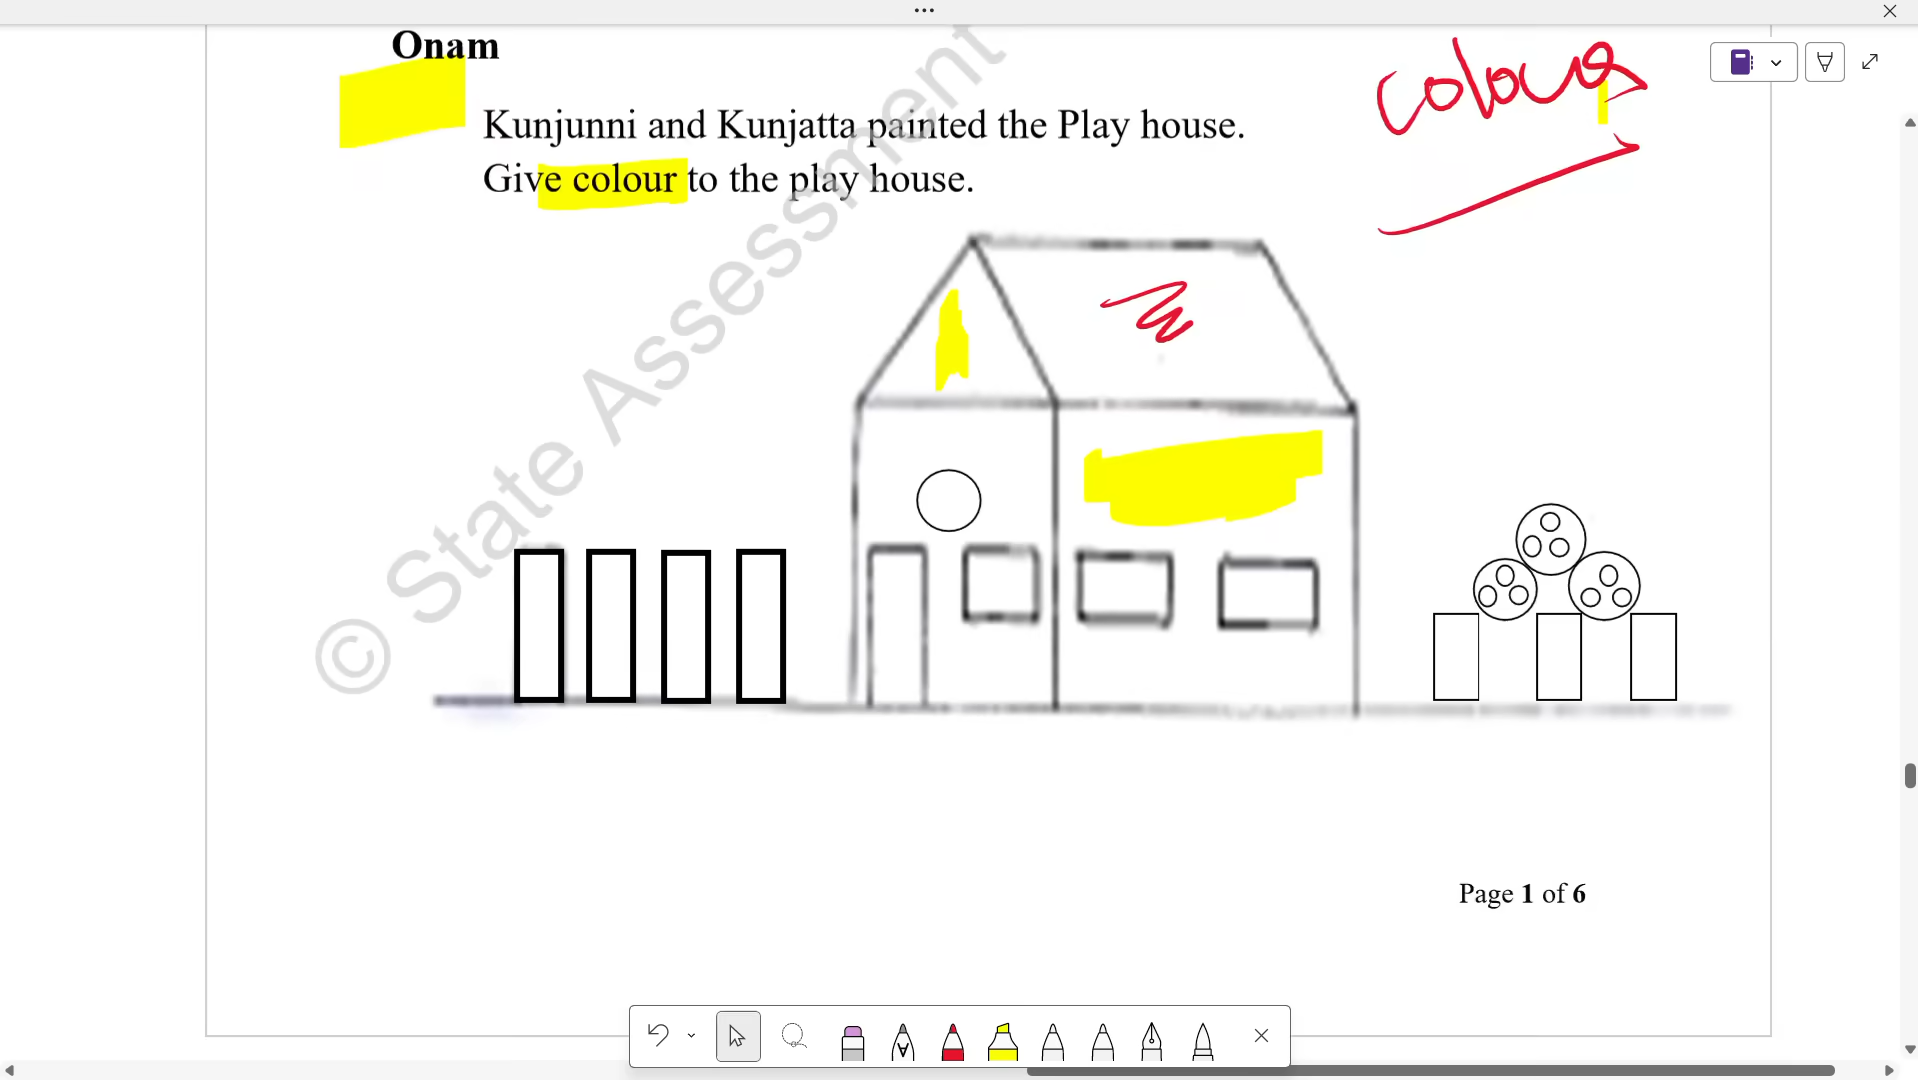 Onam
colour
Kunjunni and Kunjatta painted the Play house.
Give colour to the play house.
© State Assessment
Page 1 of 6